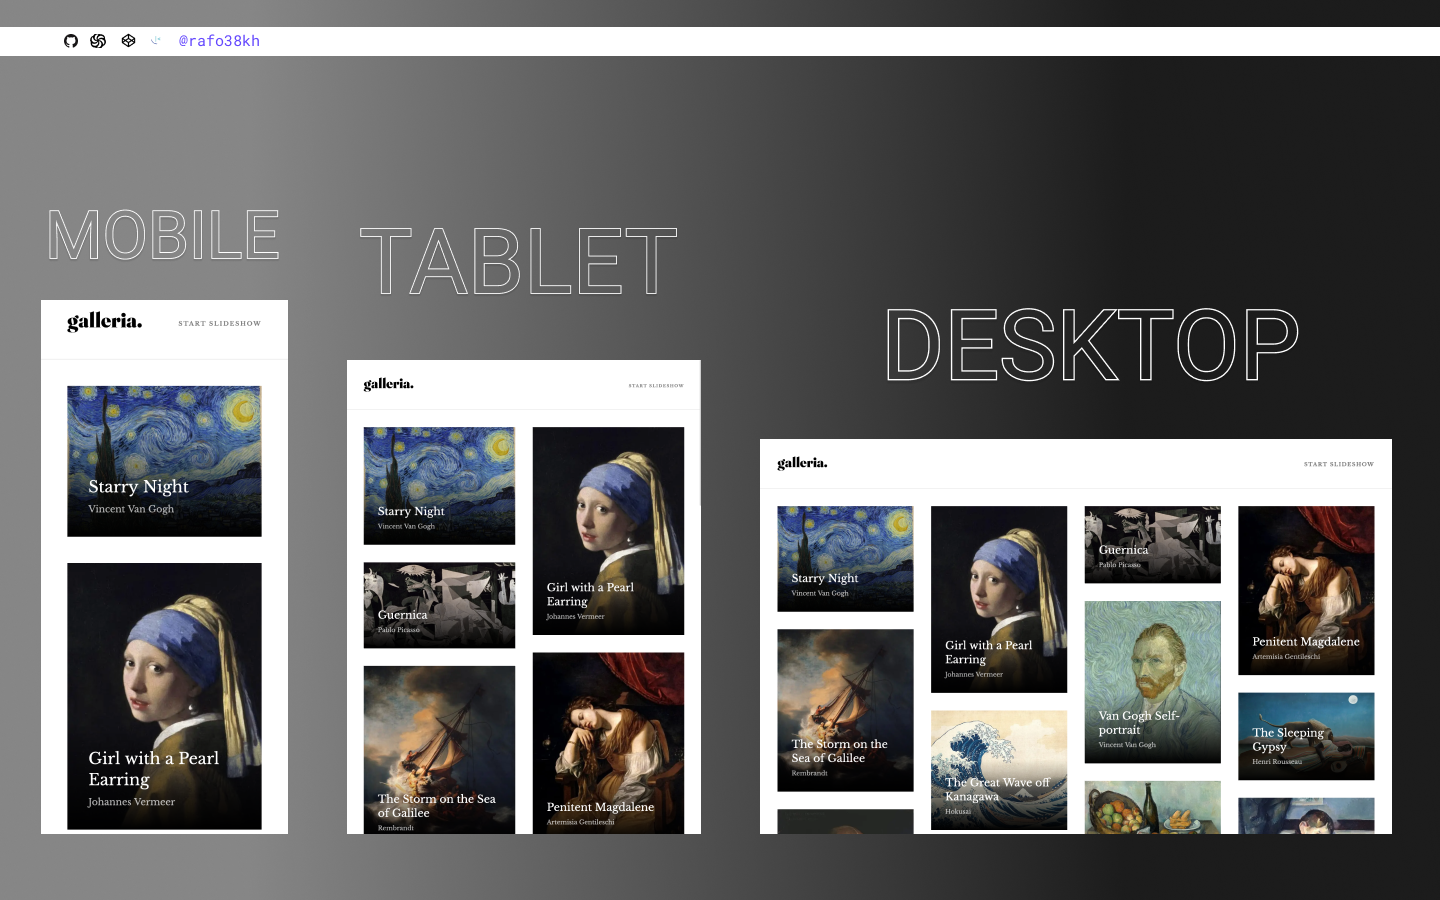 @rafo38kh
MOBILE
galleria.
START SLIDESHOW
Starry Night
Vincent Van Gogh
Girl with a Pearl
Earring
Johannes Vermeer
TABLET
galleria.
START SLIDESHOW
Starry Night
Vincent Van Gogh
Guernica
Pablo Picasso
The Storm on the Sea
of Galilee
Rembrandt
Girl with a Pearl
Earring
Johannes Vermeer
Penitent Magdalene
Artemisia Gentileschi
DESKTOP
galleria.
START SLIDESHOW
Starry Night
Vincent Van Gogh
The Storm on the
Sea of Galilee
Rembrandt
Girl with a Pearl
Earring
Johannes Vermeer
The Great Wave off
Kanagawa
Hokusai
Guernica
Pablo Picasso
Van Gogh Self-
portrait
Vincent Van Gogh
Penitent Magdalene
Artemisia Gentileschi
The Sleeping
Gypsy
Henri Rousseau